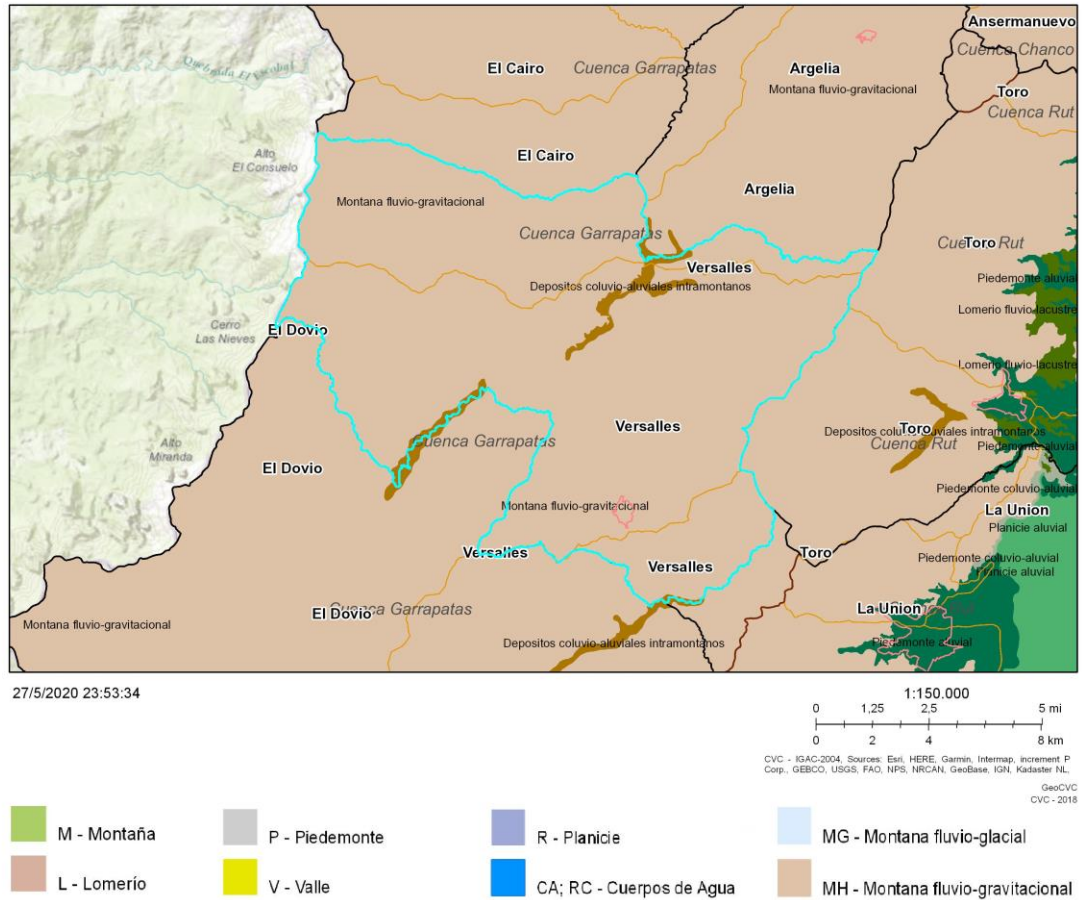 Ansermanuevo
Cuenca Chanco
El Cairo
Cuenca Garrapatas
Argelia
Montana fluvio-gravitacional
Quebrada El Escobal
Toro
Cuenca Rut
Alto
El Consuelo
El Cairo
Argelia
Montana fluvio-gravitacional
Cuenca Garrapatas
Toro
Versalles
Piedemonte aluvial
Depositos coluvio-aluviales intramontanos
Lomerio fluvio-lacustre
Cerro
Las Nieves
El Dovio
Lomerio fluvio-lacustre
Versalles
Toro
Depositos coluvio-aluviales intramontanos
Cuenca Garrapatas
Cuenca Rut
Piedemonte aluvial
Alto
Miranda
El Dovio
Piedemonte coluvio-aluvial
Montana fluvio-gravitacional
La Union
Planicie aluvial
Versalles
Toro
Piedemonte coluvio-aluvial
Planicie aluvial
Versalles
El Dovio
Cuenca Garrapatas
La Union
Montana fluvio-gravitacional
Depositos coluvio-aluviales intramontanos
Piedemonte aluvial
27/5/2020 23:53:34
1:150.000
0 1,25 2,5 5 mi
0 2 4 8 km
CVC - IGAC-2004, Sources: Esri, HERE, Garmin, Intermap, increment P
Corp., GEBCO, USGS, FAO, NPS, NRCAN, GeoBase, IGN, Kadaster NL,
GeoCVC
CVC - 2018
M - Montaña
P - Piedemonte
R - Planicie
MG - Montana fluvio-glacial
L - Lomerío
V - Valle
CA; RC - Cuerpos de Agua
MH - Montana fluvio-gravitacional